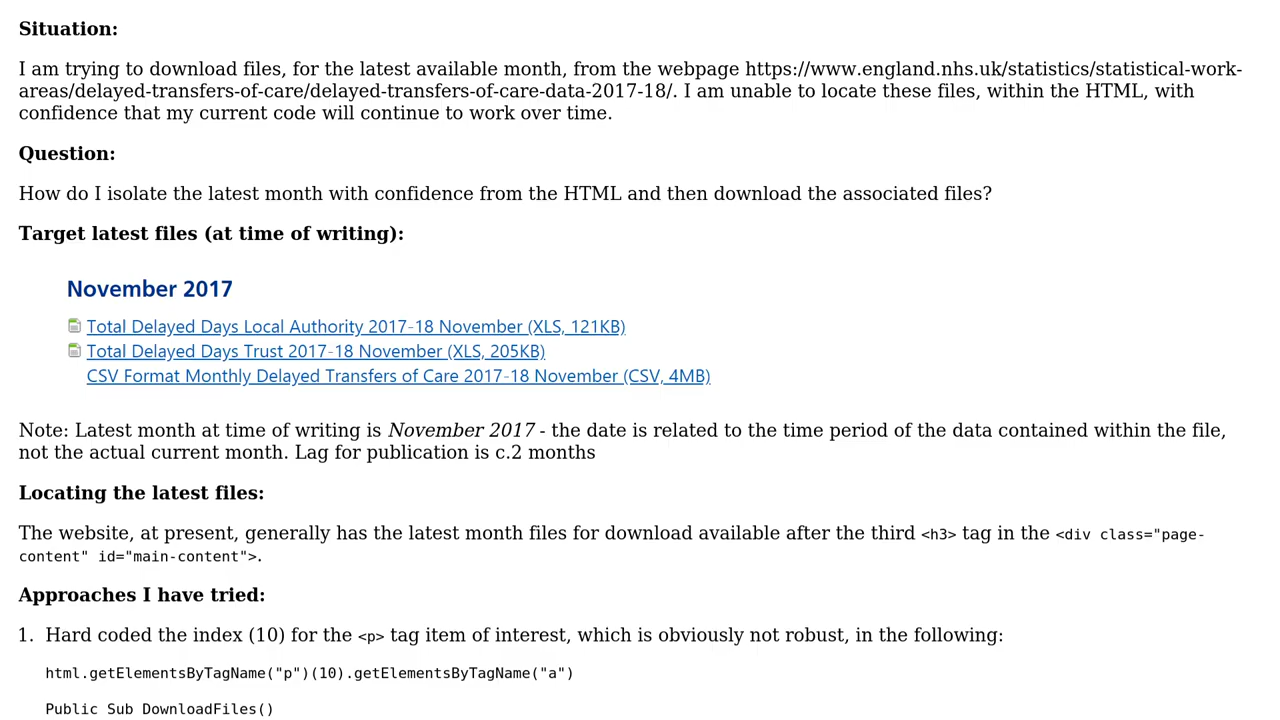 Situation:
I am trying to download files, for the latest available month, from the webpage https://www.england.nhs.uk/statistics/statistical-work-
areas/delayed-transfers-of-care/delayed-transfers-of-care-data-2017-18/. I am unable to locate these files, within the HTML, with
confidence that my current code will continue to work over time.
Question:
How do I isolate the latest month with confidence from the HTML and then download the associated files?
Target latest files (at time of writing):
November 2017
Total Delayed Days Local Authority 2017-18 November (XLS, 121KB)
Total Delayed Days Trust 2017-18 November (XLS, 205KB)
CSV Format Monthly Delayed Transfers of Care 2017-18 November (CSV, 4MB)
Note: Latest month at time of writing is November 2017 - the date is related to the time period of the data contained within the file,
not the actual current month. Lag for publication is c.2 months
Locating the latest files:
The website, at present, generally has the latest month files for download available after the third <h3> tag in the <div class="page-
content" id="main-content">.
Approaches I have tried:
1. Hard coded the index (10) for the <p> tag item of interest, which is obviously not robust, in the following:
html.getElementsByTagName("p")(10).getElementsByTagName("a")
Public Sub DownloadFiles()